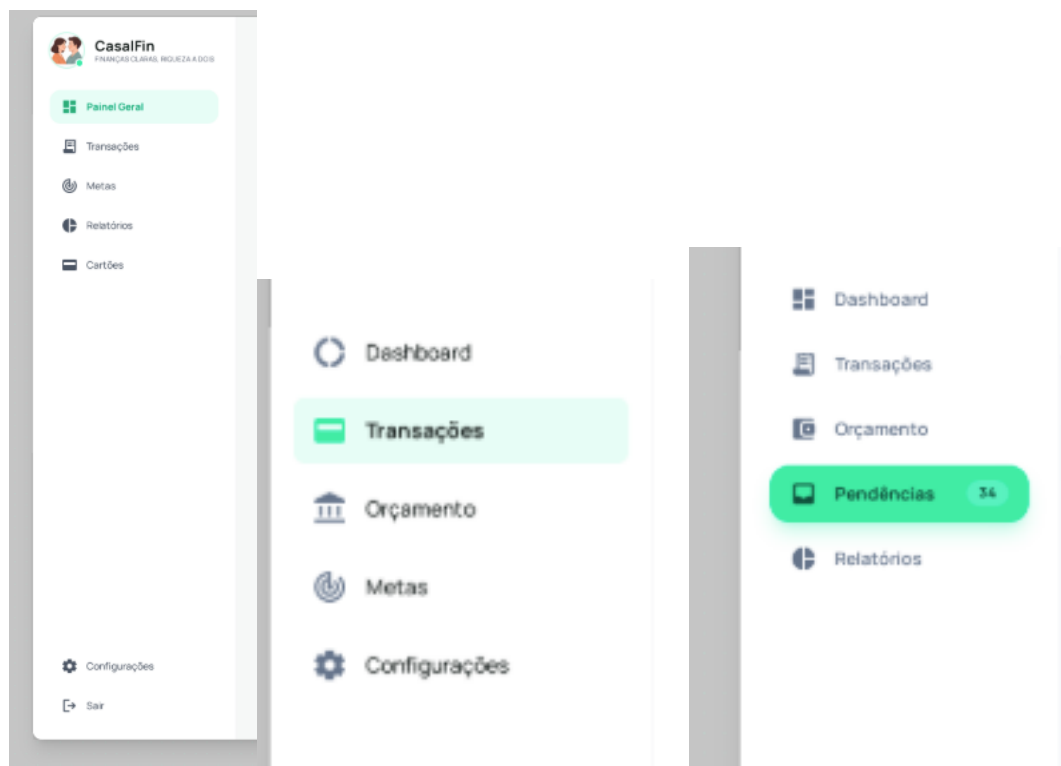 CasalFin
FINANÇAS CLARAS, RIQUEZA A DOIS
Painel Geral
Transações
Metas
Relatórios
Cartões
Configurações
Sair
Dashboard
Transações
Orçamento
Metas
Configurações
Dashboard
Transações
Orçamento
Pendências 34
Relatórios